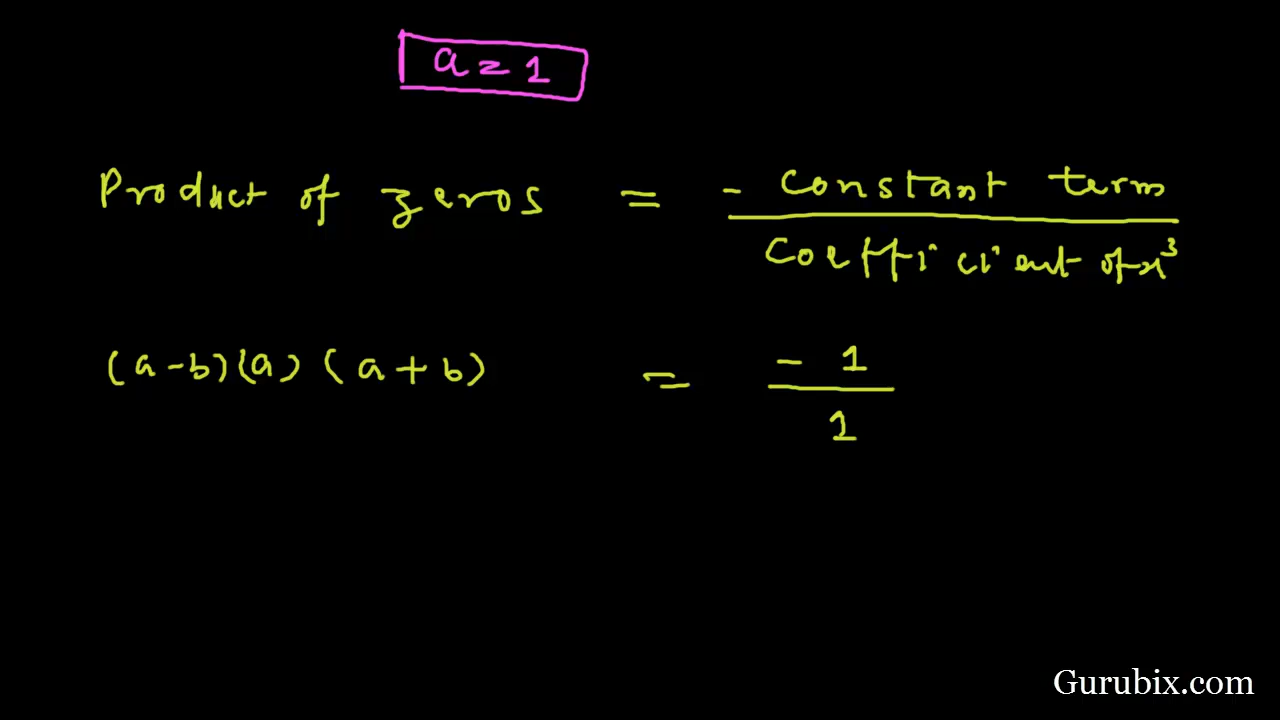 a = 1
Product of zeros = - Constant term / Coefficient of x³
(a-b)(a)(a+b) = -1/1
Gurubix.com